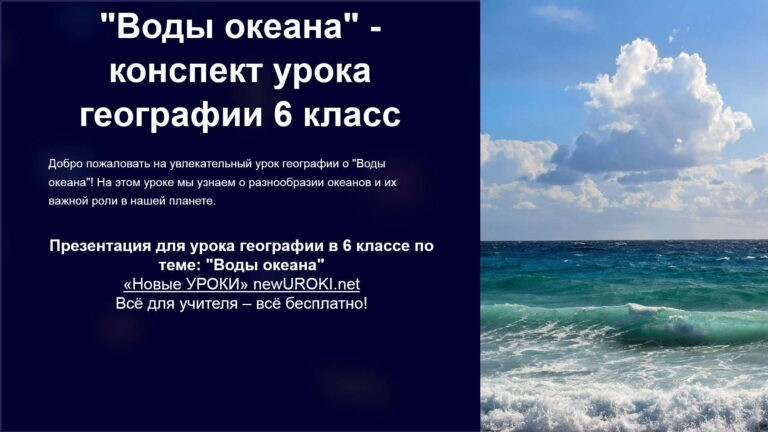 "Воды океана" -
конспект урока
географии 6 класс
Добро пожаловать на увлекательный урок географии о "Воды
океана"! На этом уроке мы узнаем о разнообразии океанов и их
важной роли в нашей планете.
Презентация для урока географии в 6 классе по
теме: "Воды океана"
«Новые УРОКИ» newUROKI.net
Всё для учителя – всё бесплатно!